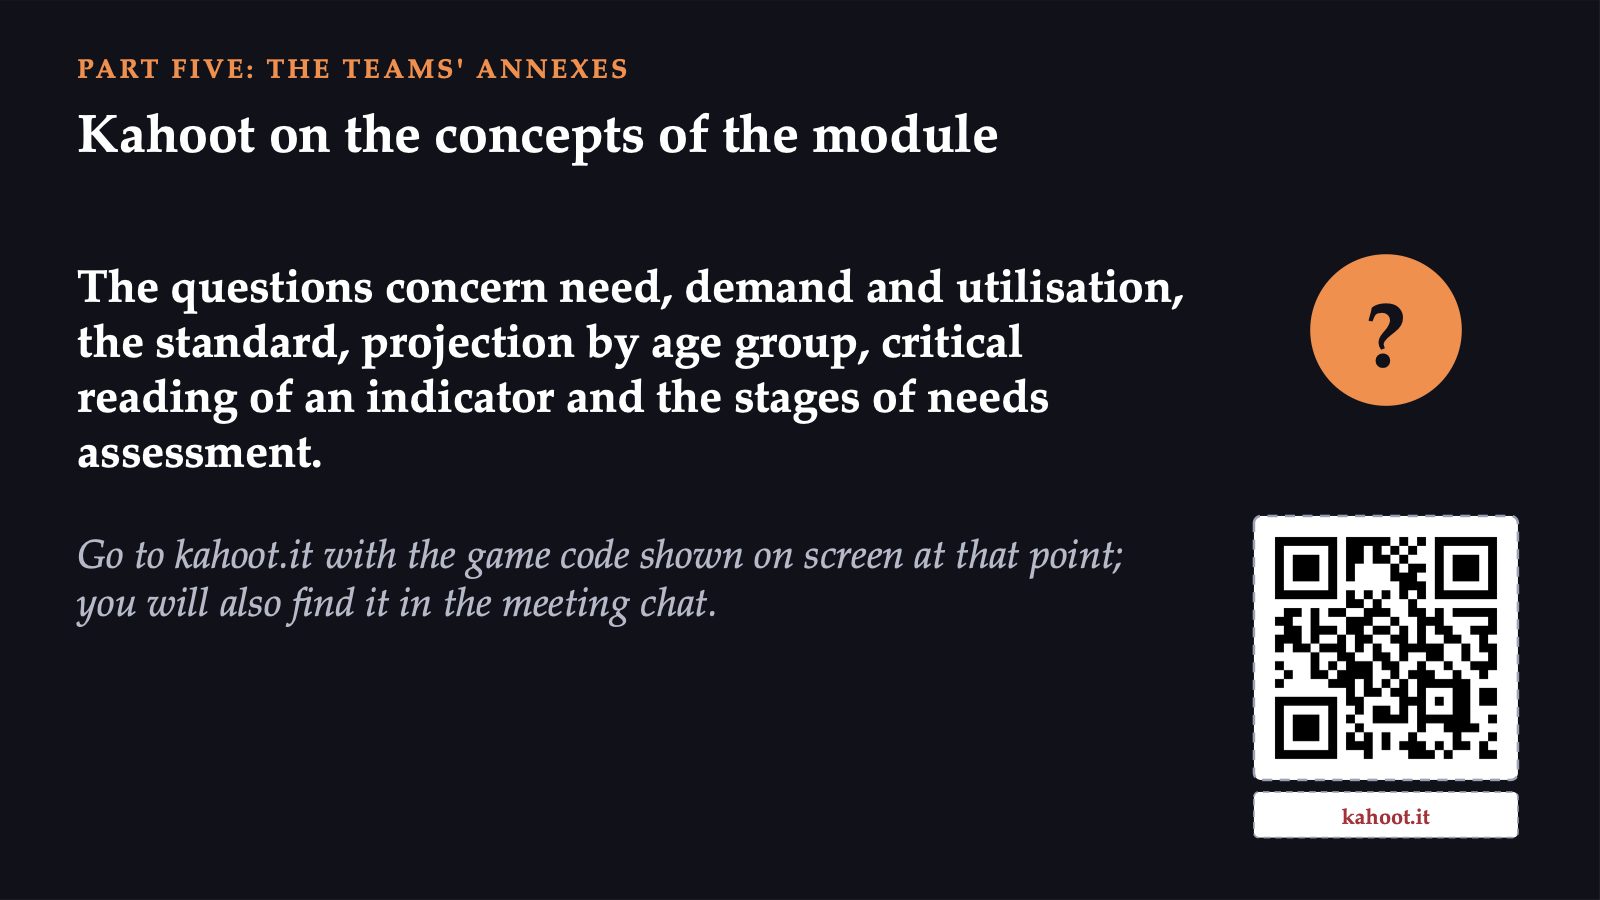 PART FIVE: THE TEAMS' ANNEXES
Kahoot on the concepts of the module
The questions concern need, demand and utilisation,
the standard, projection by age group, critical
reading of an indicator and the stages of needs
assessment.
?
Go to kahoot.it with the game code shown on screen at that point;
you will also find it in the meeting chat.
kahoot.it